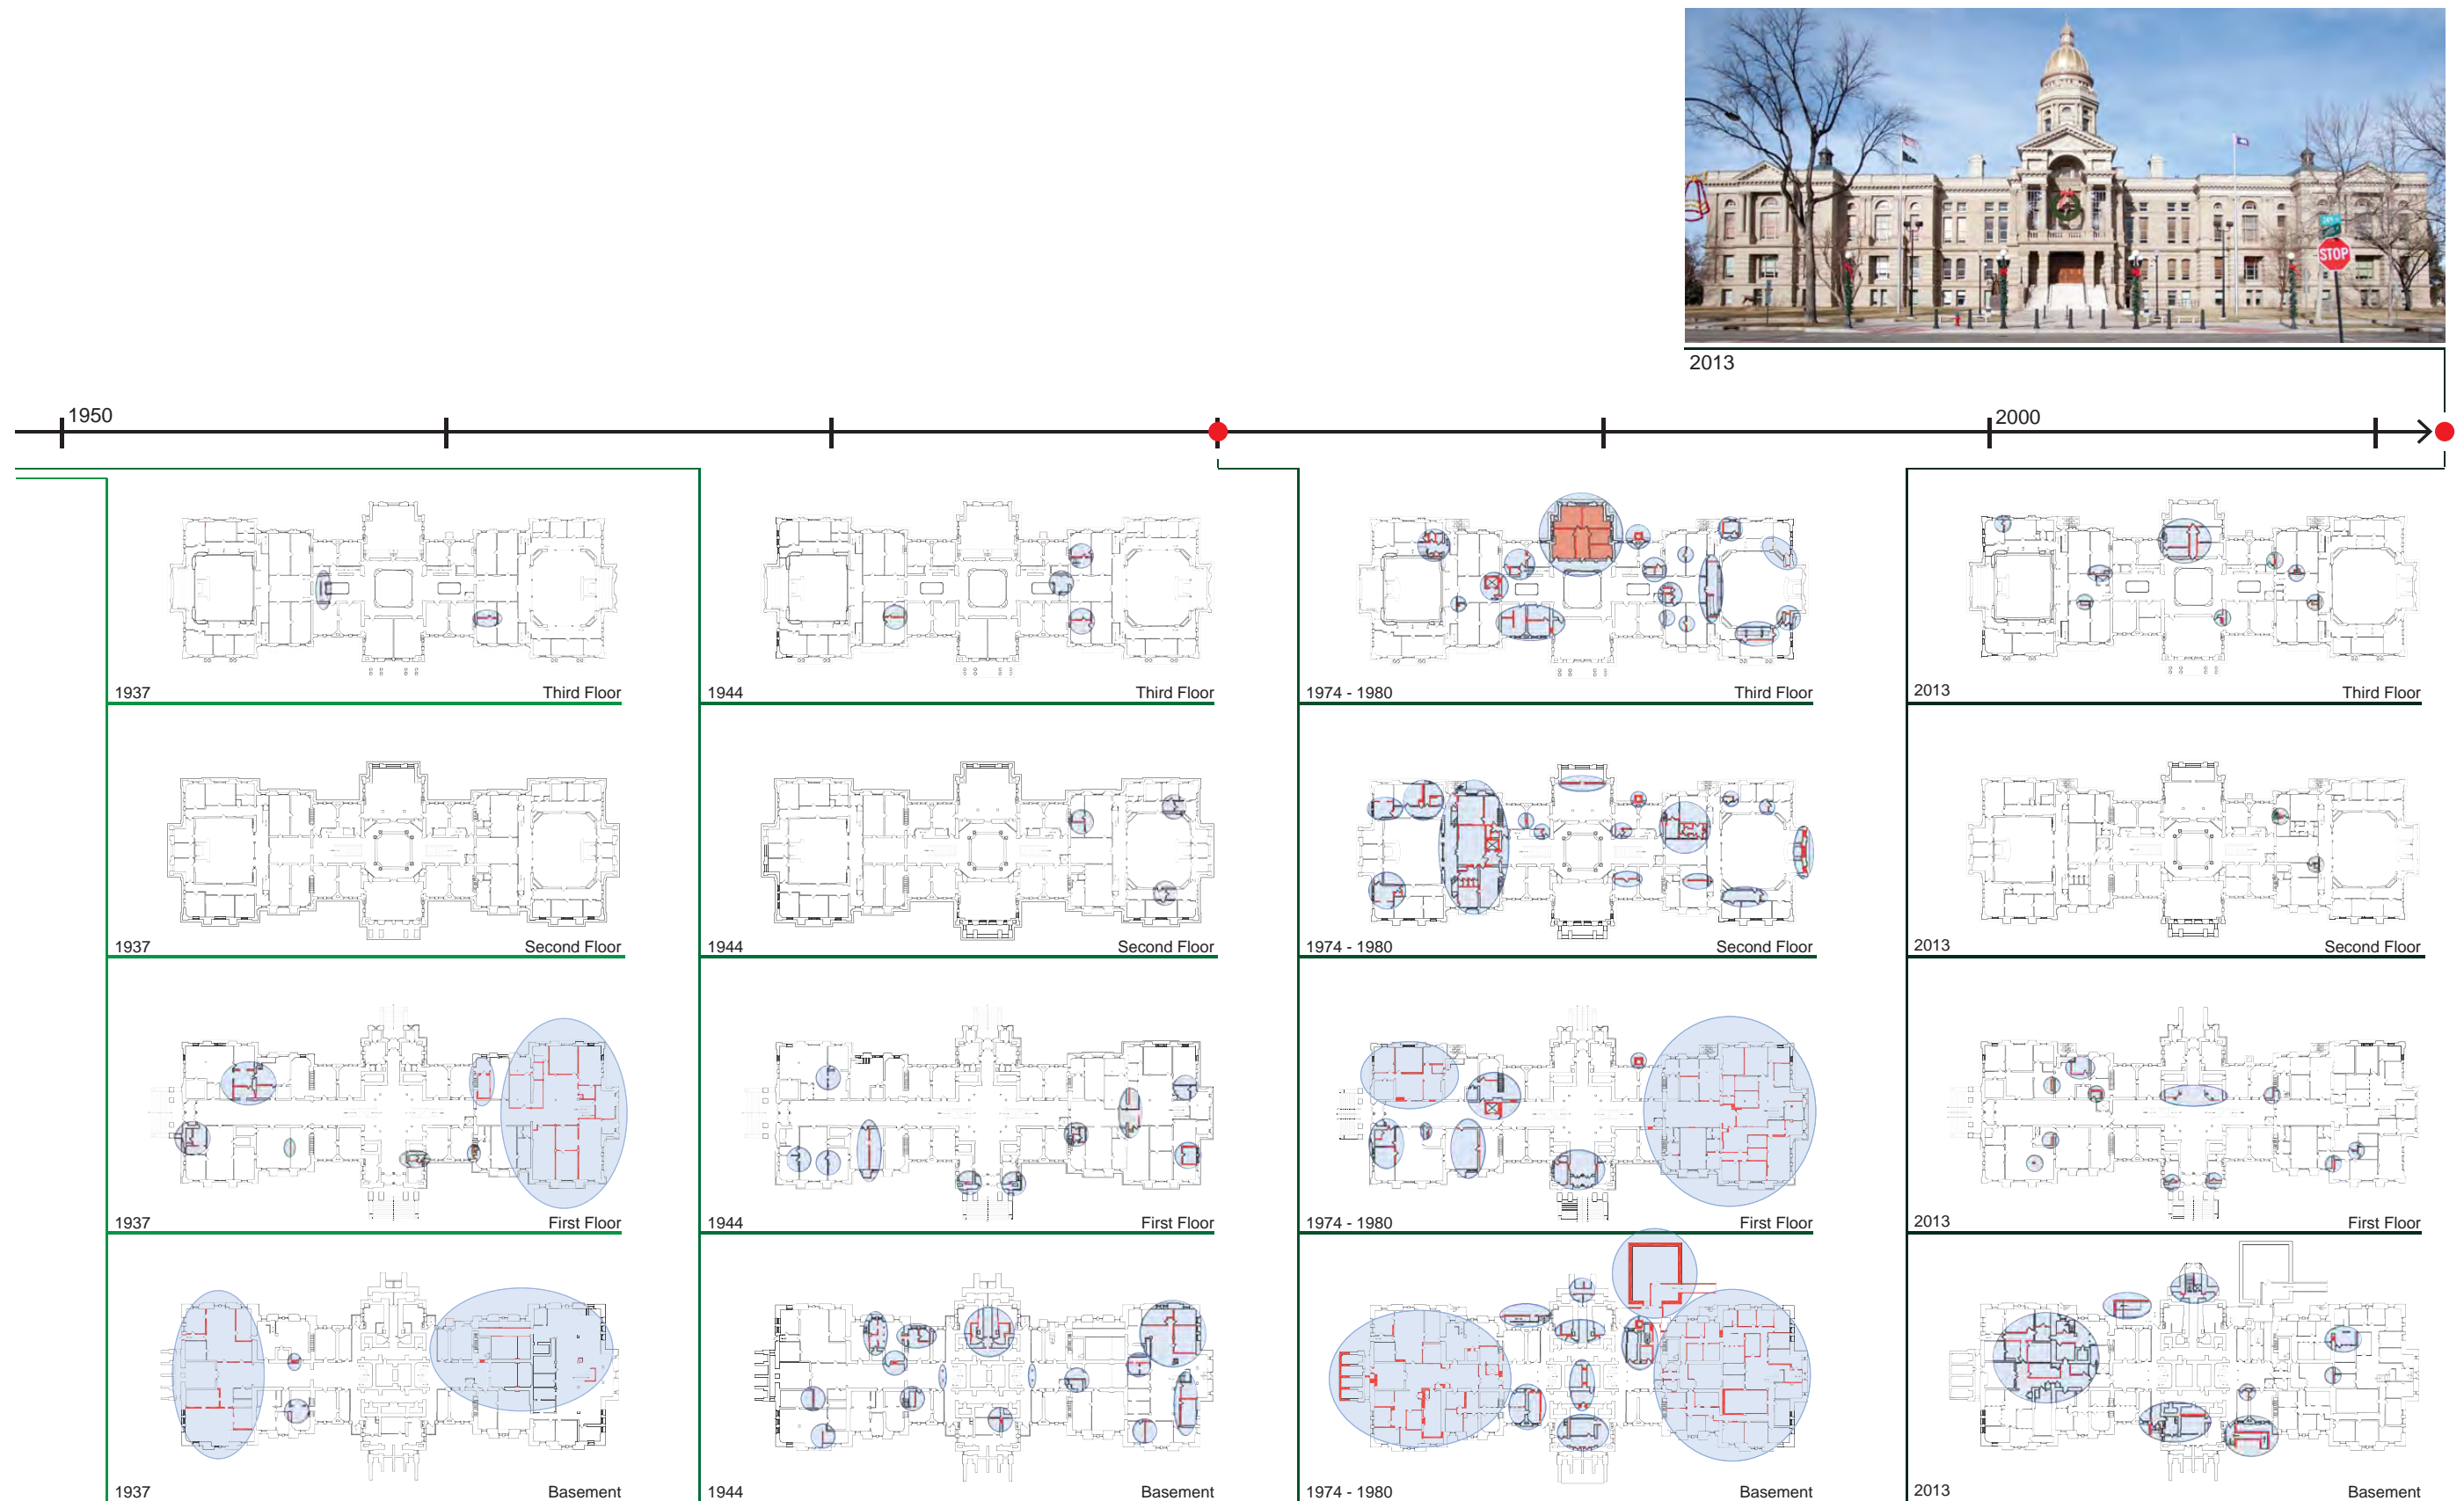 STOP
2013
1950
2000
1937
Third Floor
1944
Third Floor
1974 - 1980
Third Floor
2013
Third Floor
1937
Second Floor
1944
Second Floor
1974 - 1980
Second Floor
2013
Second Floor
1937
First Floor
1944
First Floor
1974 - 1980
First Floor
2013
First Floor
1937
Basement
1944
Basement
1974 - 1980
Basement
2013
Basement